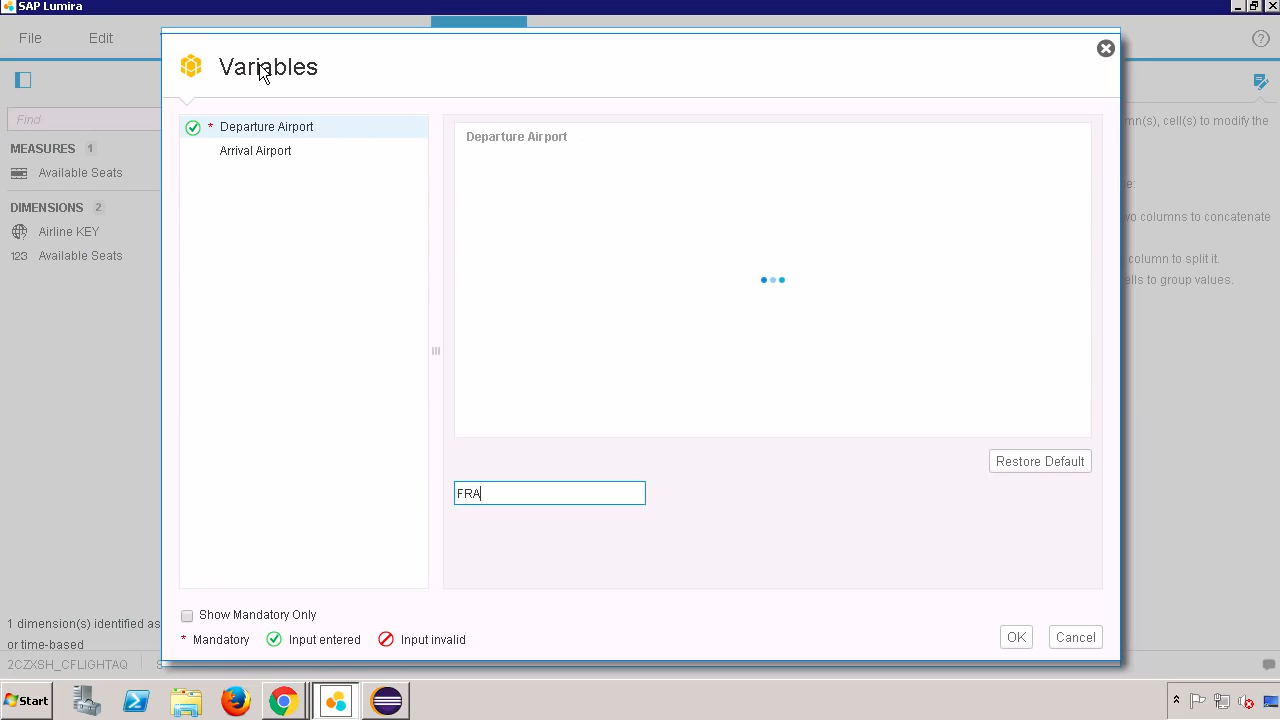 SAP Lumira
File
Edit
Variables
Find
MEASURES 1
Available Seats
DIMENSIONS 2
Airline KEY
123 Available Seats
* Departure Airport
Arrival Airport
Departure Airport
Restore Default
FRA
mn(s), cell(s) to modify the
e:
wo columns to concatenate
column to split it.
ells to group values.
Show Mandatory Only
* Mandatory
Input entered
Input invalid
OK
Cancel
1 dimension(s) identified as
or time-based
2CZXSH_CFLIGHTAQ
Start